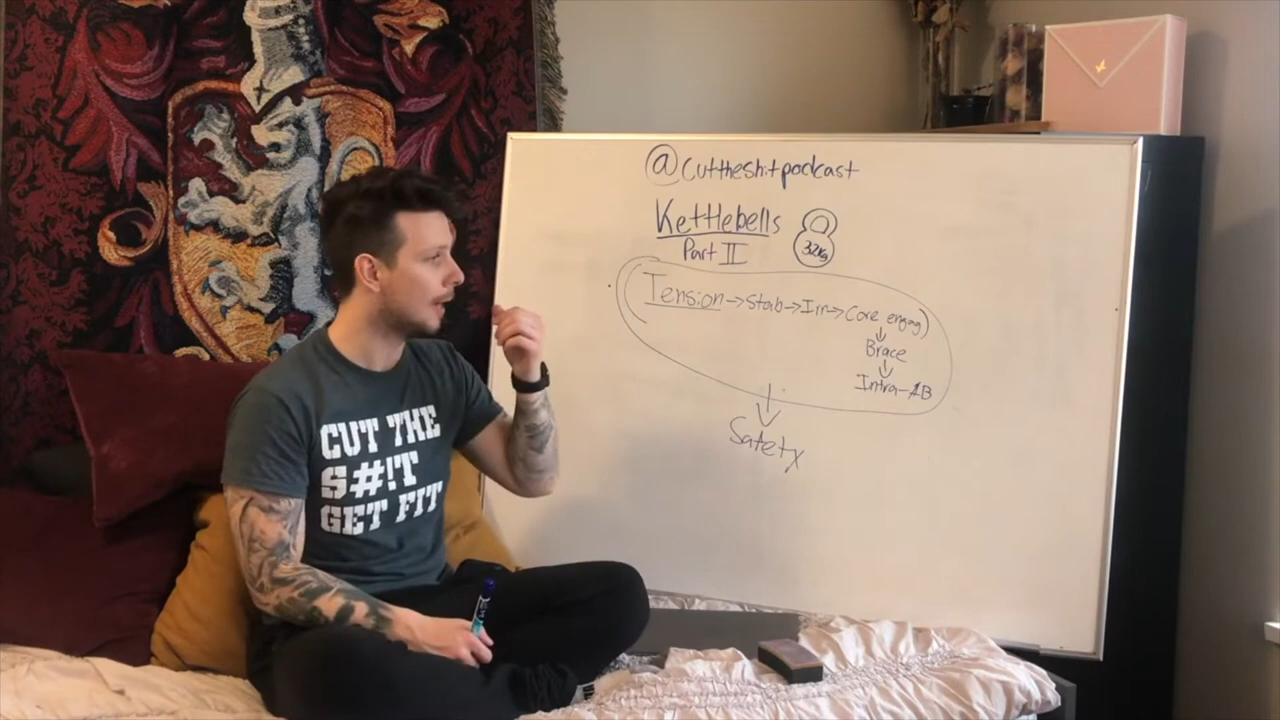 @cuttheshitpodcast
Kettlebells
32kg
Part II
Tension → Stab → Irr → Core engag)
↓
Brace
↓
Intra-AB
↓
Safety
CUT THE
S#!T
GET FIT